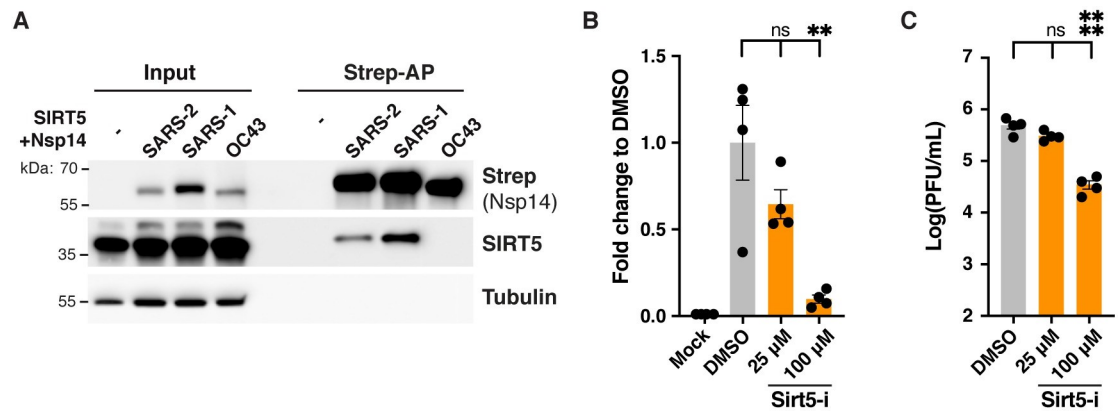 A
Input
Strep-AP
SIRT5
+Nsp14
-
SARS-2
SARS-1
OC43
-
SARS-2
SARS-1
OC43
kDa: 70
55
Strep
(Nsp14)
35
SIRT5
55
Tubulin
B
ns
**
Fold change to DMSO
1.5
1.0
0.5
0.0
Mock
DMSO
25 µM
100 µM
Sirt5-i
C
ns
**
**
Log(PFU/mL)
7
6
5
4
3
2
DMSO
25 µM
100 µM
Sirt5-i